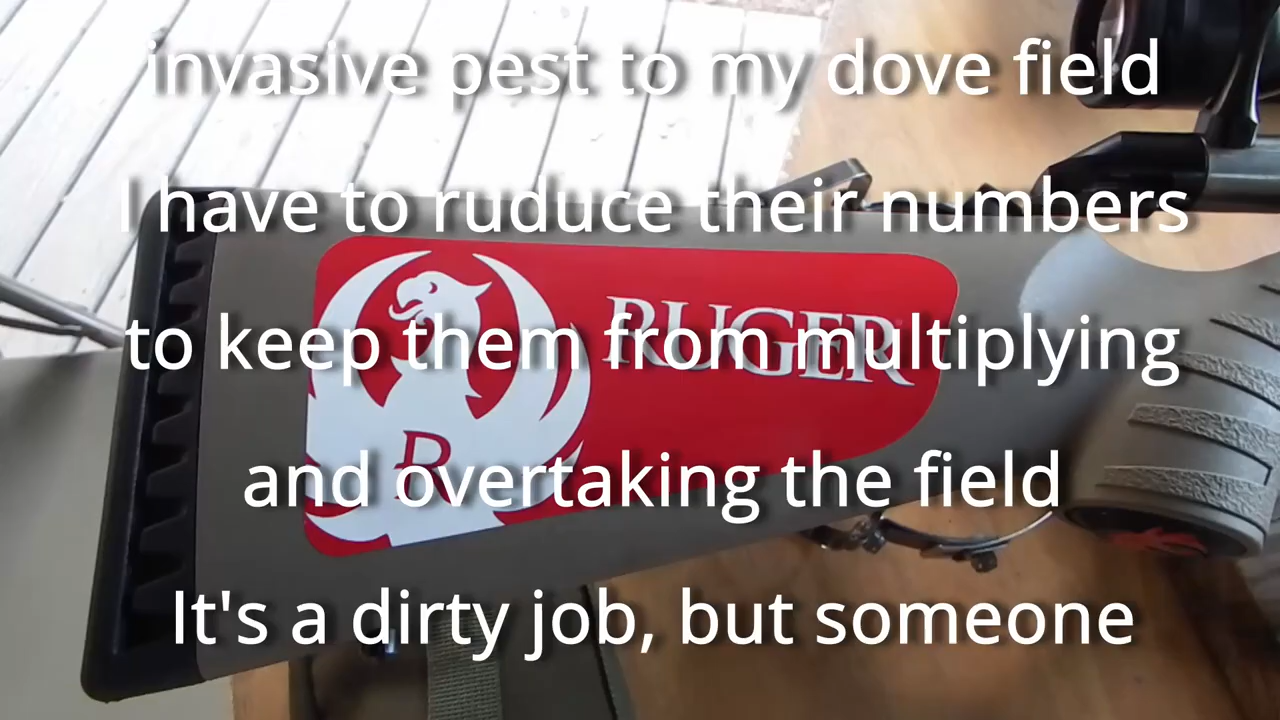 invasive pest to my dove field
I have to ruduce their numbers
RUGER
to keep them from multiplying
R
and overtaking the field
It's a dirty job, but someone